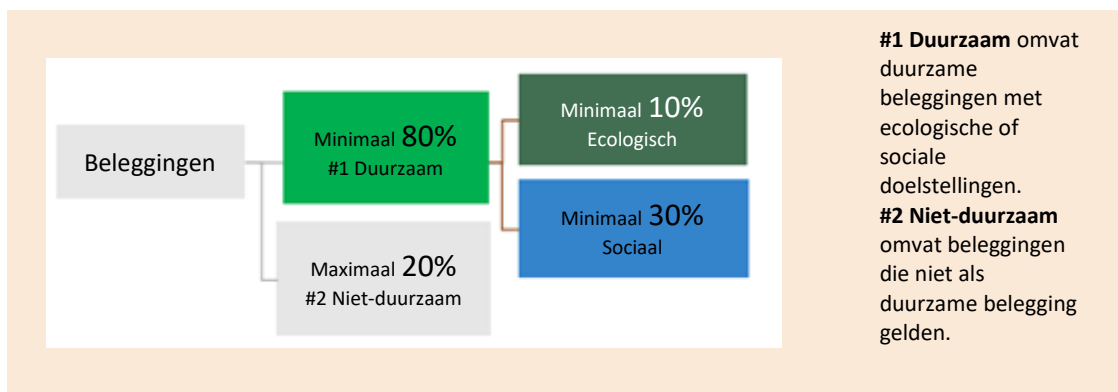 Beleggingen
Minimaal 80%
#1 Duurzaam
Maximaal 20%
#2 Niet-duurzaam
Minimaal 10%
Ecologisch
Minimaal 30%
Sociaal
#1 Duurzaam omvat
duurzame
beleggingen met
ecologische of
sociale
doelstellingen.
#2 Niet-duurzaam
omvat beleggingen
die niet als
duurzame belegging
gelden.